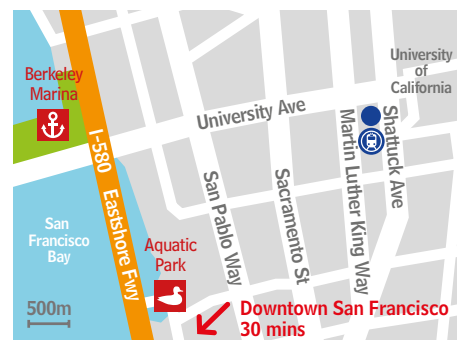 University
of
California
Berkeley
Marina
University Ave
I-580 Eastshore Fwy
San Pablo Way
Sacramento St
Martin Luther King Way
Shattuck Ave
San
Francisco
Bay
Aquatic
Park
500m
Downtown San Francisco
30 mins